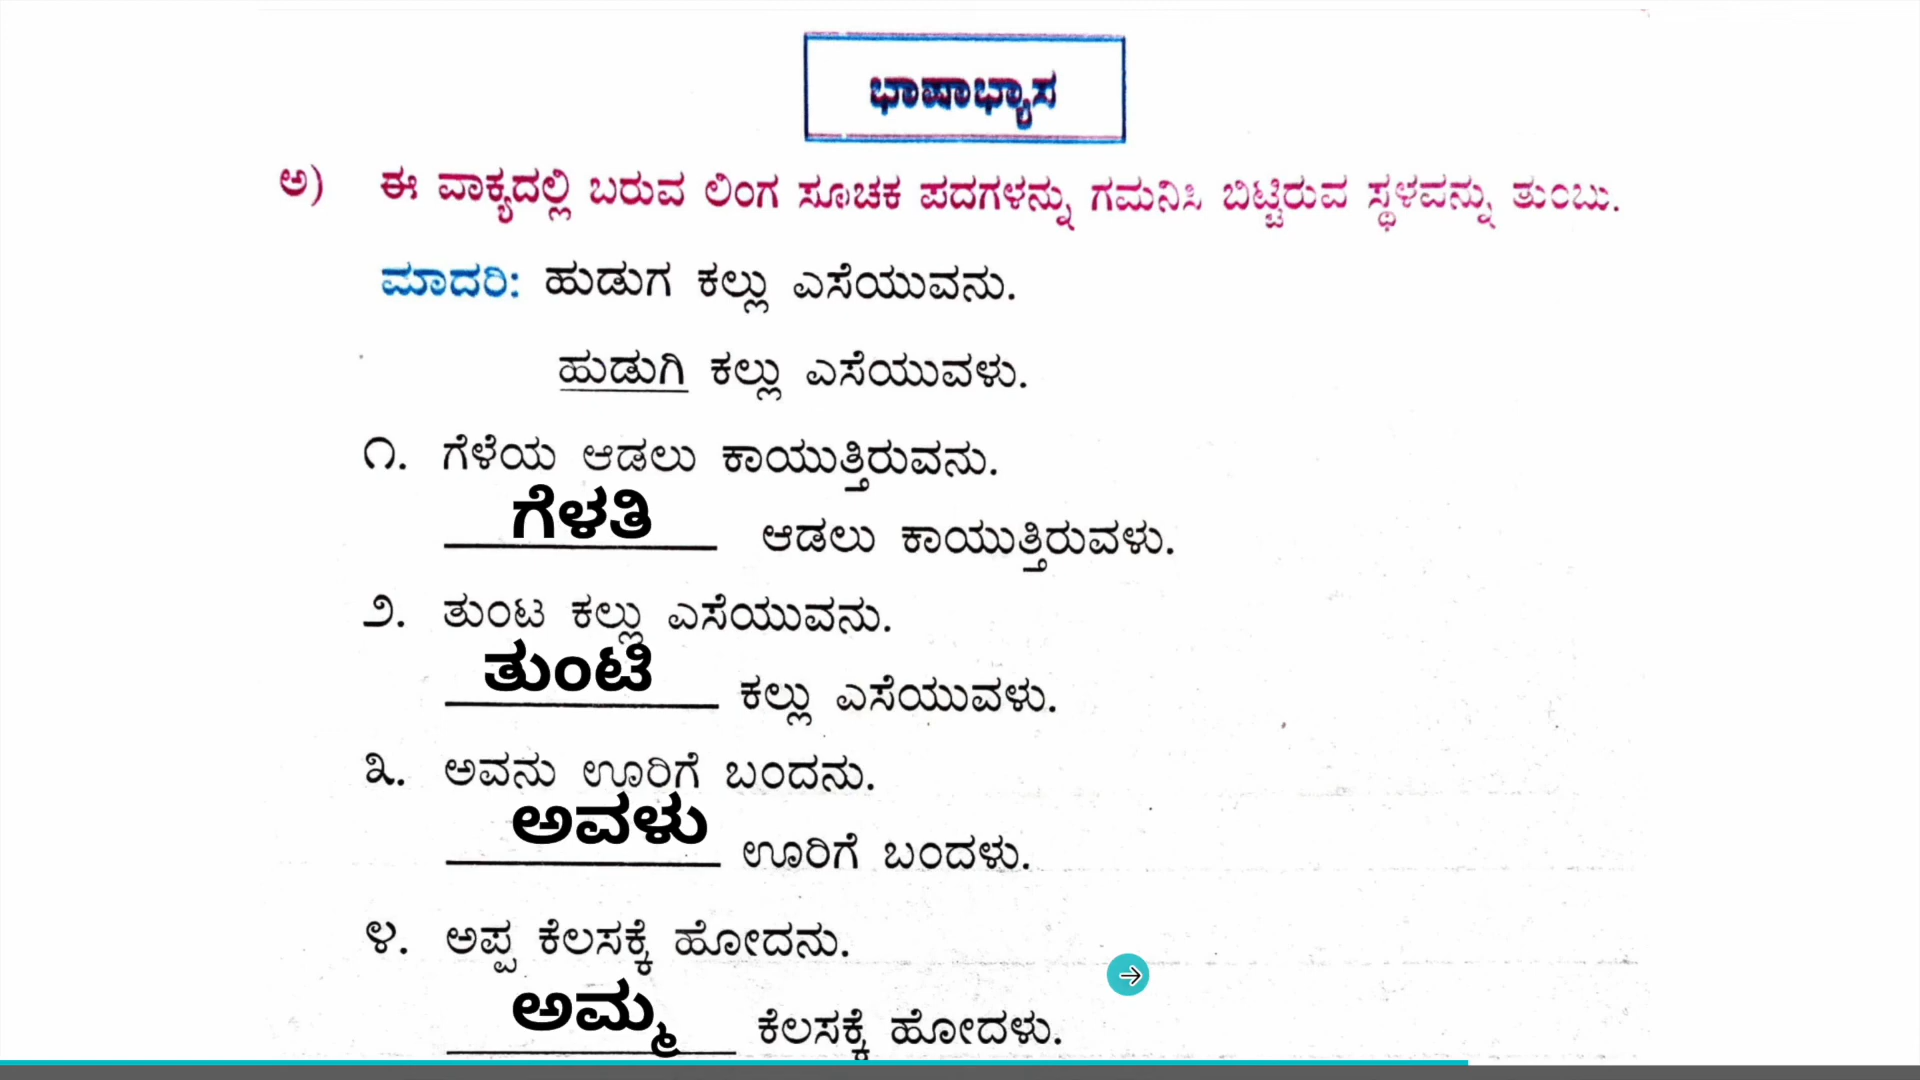 ಭಾಷಾಭ್ಯಾಸ
ಅ) ಈ ವಾಕ್ಯದಲ್ಲಿ ಬರುವ ಲಿಂಗ ಸೂಚಕ ಪದಗಳನ್ನು ಗಮನಿಸಿ ಬಿಟ್ಟಿರುವ ಸ್ಥಳವನ್ನು ತುಂಬು.
ಮಾದರಿ: ಹುಡುಗ ಕಲ್ಲು ಎಸೆಯುವನು.
ಹುಡುಗಿ ಕಲ್ಲು ಎಸೆಯುವಳು.
೧. ಗೆಳೆಯ ಆಡಲು ಕಾಯುತ್ತಿರುವನು.
ಗೆಳತಿ ಆಡಲು ಕಾಯುತ್ತಿರುವಳು.
೨. ತುಂಟ ಕಲ್ಲು ಎಸೆಯುವನು.
ತುಂಟಿ ಕಲ್ಲು ಎಸೆಯುವಳು.
೩. ಅವನು ಊರಿಗೆ ಬಂದನು.
ಅವಳು ಊರಿಗೆ ಬಂದಳು.
೪. ಅಪ್ಪ ಕೆಲಸಕ್ಕೆ ಹೋದನು.
ಅಮ್ಮ ಕೆಲಸಕ್ಕೆ ಹೋದಳು.